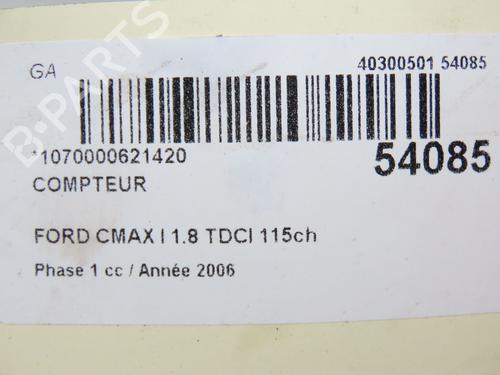 GA
40300501 54085
*1070000621420
54085
COMPTEUR
FORD CMAX I 1.8 TDCI 115ch
Phase 1 cc / Année 2006
B-PARTS